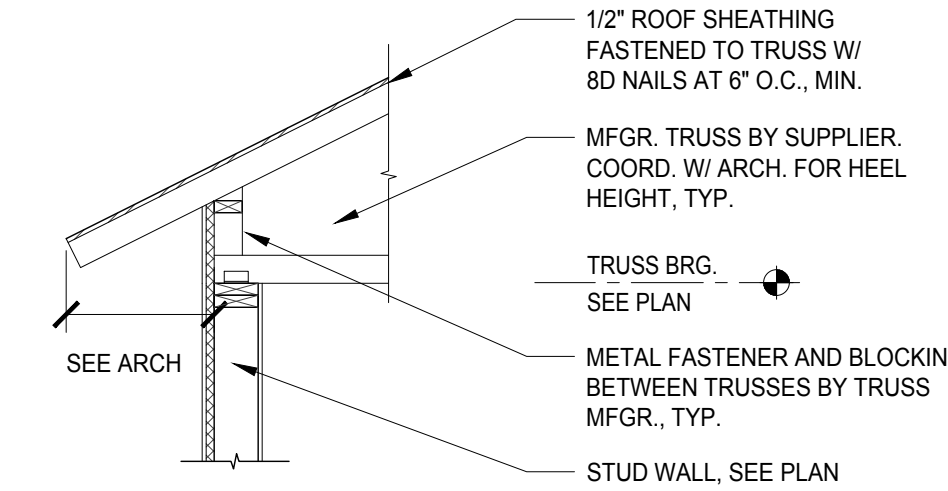 1/2" ROOF SHEATHING
FASTENED TO TRUSS W/
8D NAILS AT 6" O.C., MIN.
MFGR. TRUSS BY SUPPLIER.
COORD. W/ ARCH. FOR HEEL
HEIGHT, TYP.
TRUSS BRG.
SEE PLAN
SEE ARCH
METAL FASTENER AND BLOCKIN
BETWEEN TRUSSES BY TRUSS
MFGR., TYP.
STUD WALL, SEE PLAN